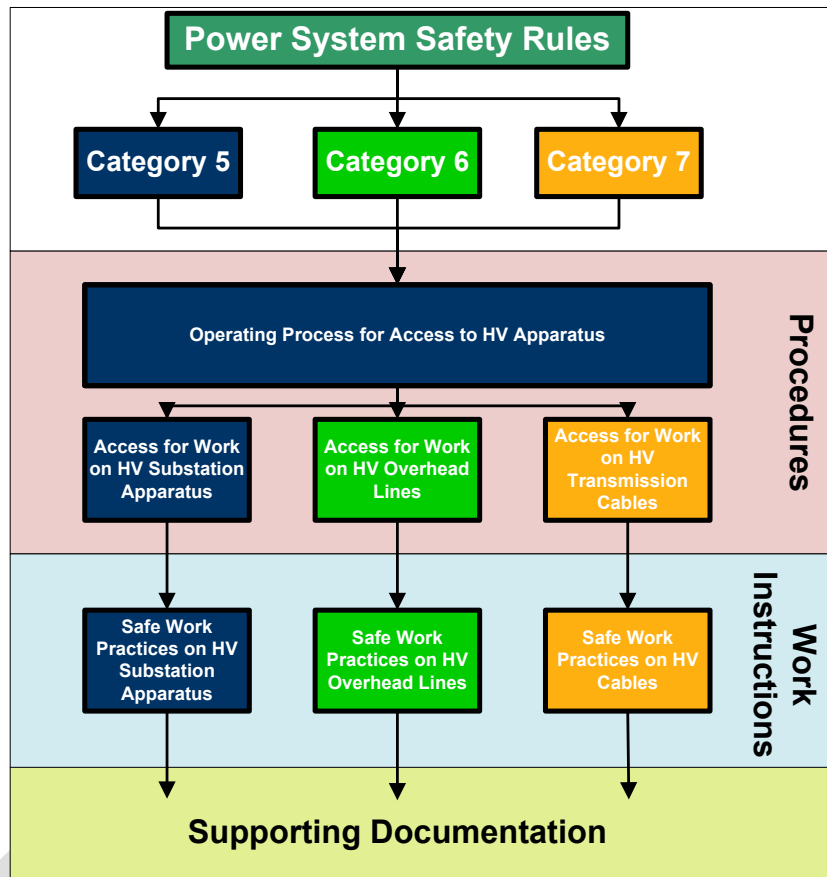 Power System Safety Rules
Category 5
Category 6
Category 7
Procedures
Operating Process for Access to HV Apparatus
Access for Work
on HV Substation
Apparatus
Access for Work
on HV Overhead
Lines
Access for Work
on HV
Transmission
Cables
Work
Instructions
Safe Work
Practices on HV
Substation
Apparatus
Safe Work
Practices on HV
Overhead Lines
Safe Work
Practices on HV
Cables
Supporting Documentation